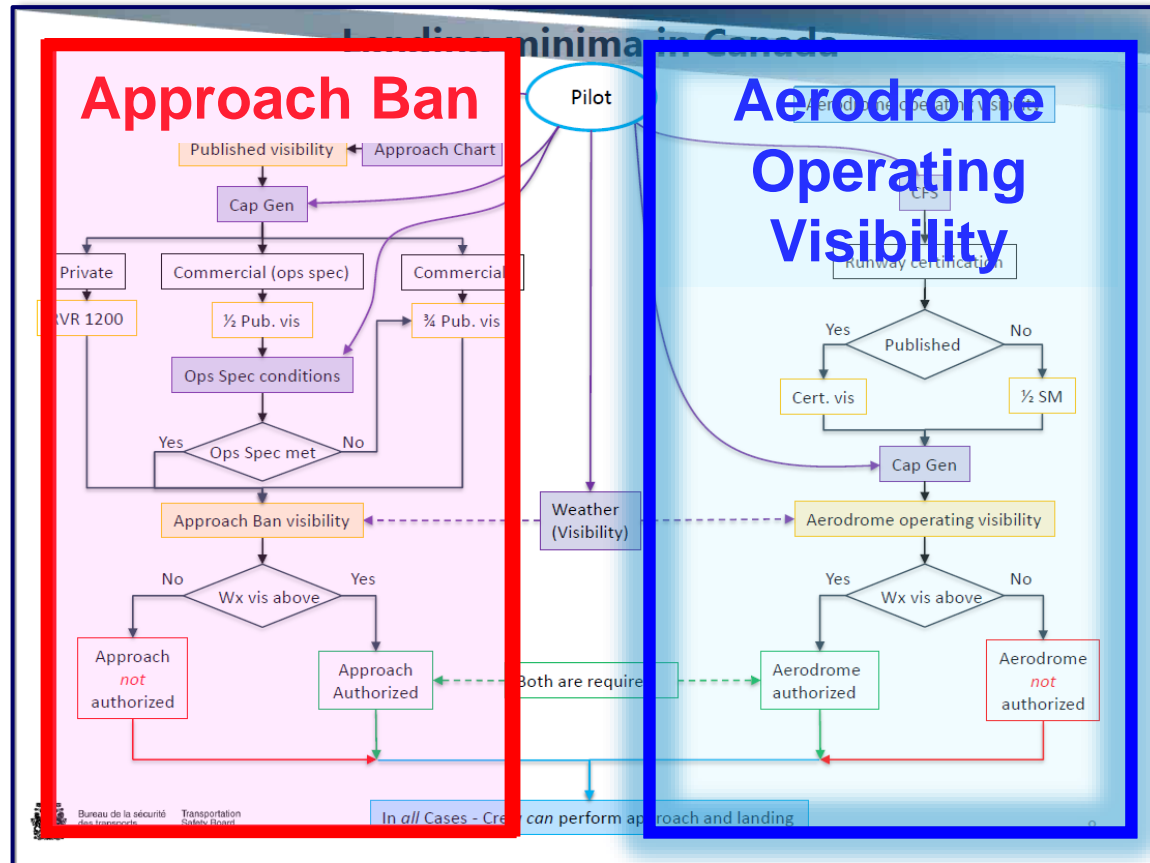 Landing minima in Canada
Approach Ban
Pilot
Aerodrome
Operating
Visibility
Aerodrome operating visibility
Published visibility
Approach Chart
Cap Gen
CFS
Runway certification
Private
Commercial (ops spec)
Commercial
RVR 1200
½ Pub. vis
¾ Pub. vis
Yes
Published
No
Ops Spec conditions
Cert. vis
½ SM
Yes
Ops Spec met
No
Cap Gen
Approach Ban visibility
Weather
(Visibility)
Aerodrome operating visibility
No
Wx vis above
Yes
Yes
Wx vis above
No
Approach
not
authorized
Approach
Authorized
Both are require
Aerodrome
authorized
Aerodrome
not
authorized
In all Cases - Crew can perform approach and landing
Bureau de la sécurité
des transports
Transportation
Safety Board
9